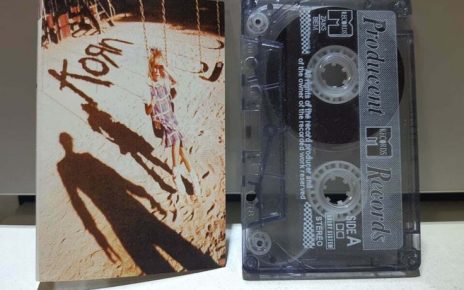 KoЯn
Producent
Records
RECORDS
All rights of the record producer and
of the owner of the recorded work reserved
SIDE A
STEREO